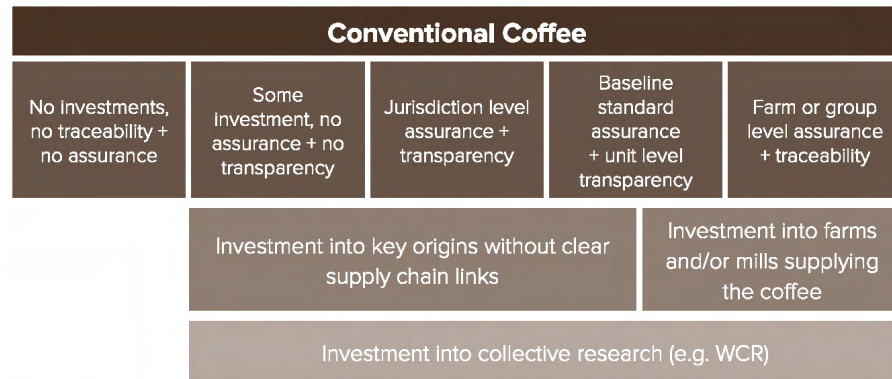 Conventional Coffee
No investments,
no traceability +
no assurance
Some
investment, no
assurance + no
transparency
Jurisdiction level
assurance +
transparency
Baseline
standard
assurance
+ unit level
transparency
Farm or group
level assurance
+ traceability
Investment into key origins without clear
supply chain links
Investment into farms
and/or mills supplying
the coffee
Investment into collective research (e.g. WCR)